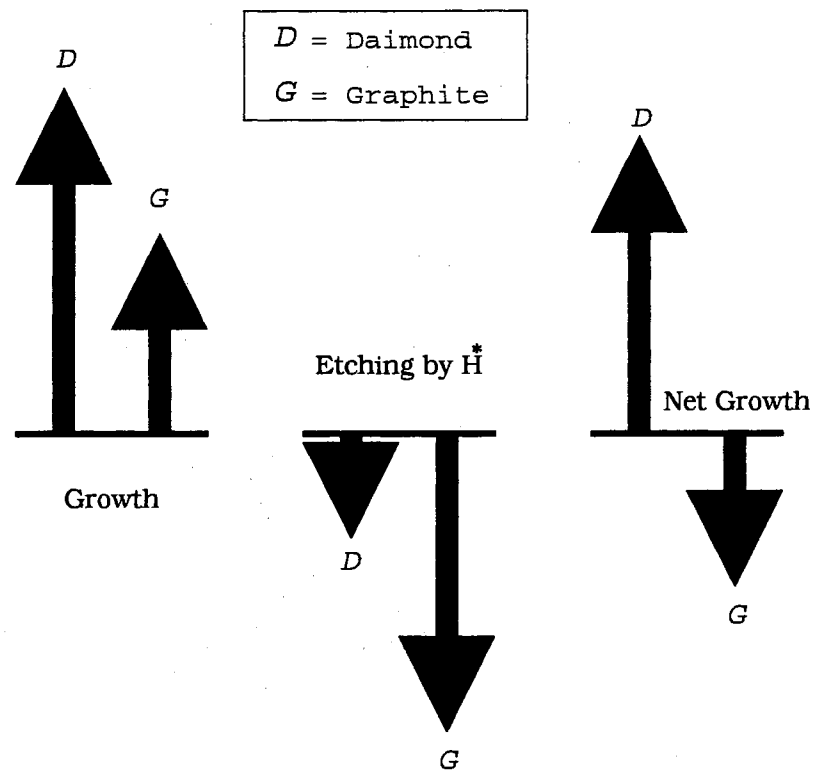 D = Daimond
G = Graphite
D
G
Growth
Etching by H*
D
G
D
Net Growth
G